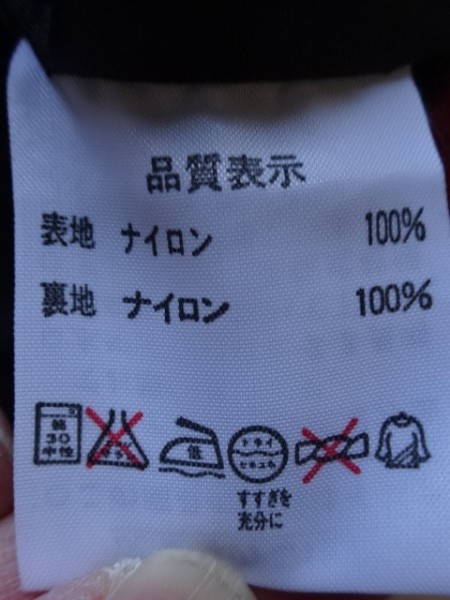 品質表示
表地 ナイロン 100%
裏地 ナイロン 100%
弱
30
中性
低
ドライ
セキユ系
すすぎを
充分に